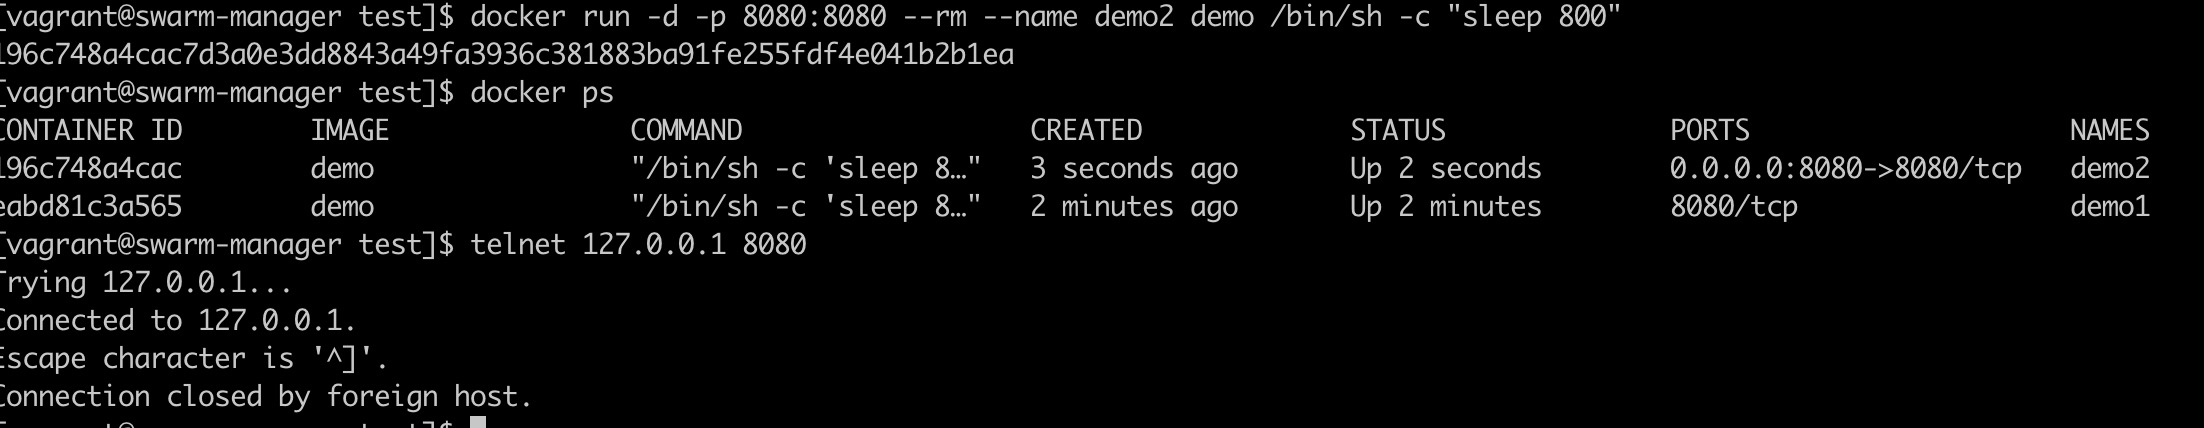 [vagrant@swarm-manager test]$ docker run -d -p 8080:8080 --rm --name demo2 demo /bin/sh -c "sleep 800"
196c748a4cac7d3a0e3dd8843a49fa3936c381883ba91fe255fdf4e041b2b1ea
[vagrant@swarm-manager test]$ docker ps
CONTAINER ID        IMAGE               COMMAND                  CREATED             STATUS              PORTS                    NAMES
196c748a4cac        demo                "/bin/sh -c 'sleep 8…"   3 seconds ago       Up 2 seconds        0.0.0.0:8080->8080/tcp   demo2
eabd81c3a565        demo                "/bin/sh -c 'sleep 8…"   2 minutes ago       Up 2 minutes        8080/tcp                 demo1
[vagrant@swarm-manager test]$ telnet 127.0.0.1 8080
Trying 127.0.0.1...
Connected to 127.0.0.1.
Escape character is '^]'.
Connection closed by foreign host.
[vagrant@swarm-manager test]$